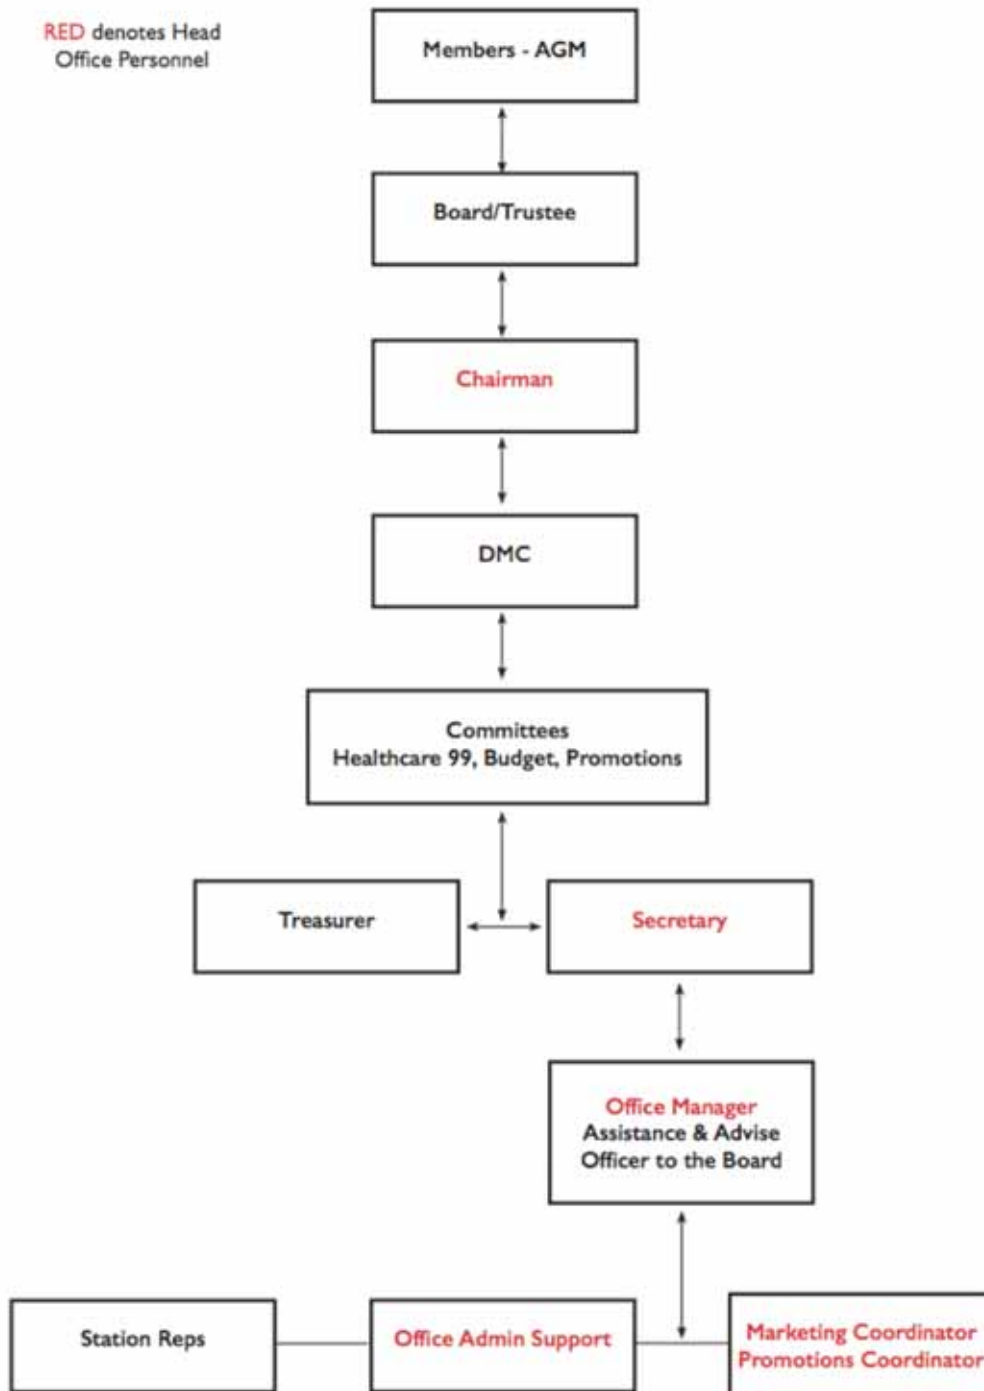 RED denotes Head
Office Personnel
Members - AGM
Board/Trustee
Chairman
DMC
Committees
Healthcare 99, Budget, Promotions
Treasurer
Secretary
Office Manager
Assistance & Advise
Officer to the Board
Station Reps
Office Admin Support
Marketing Coordinator
Promotions Coordinator